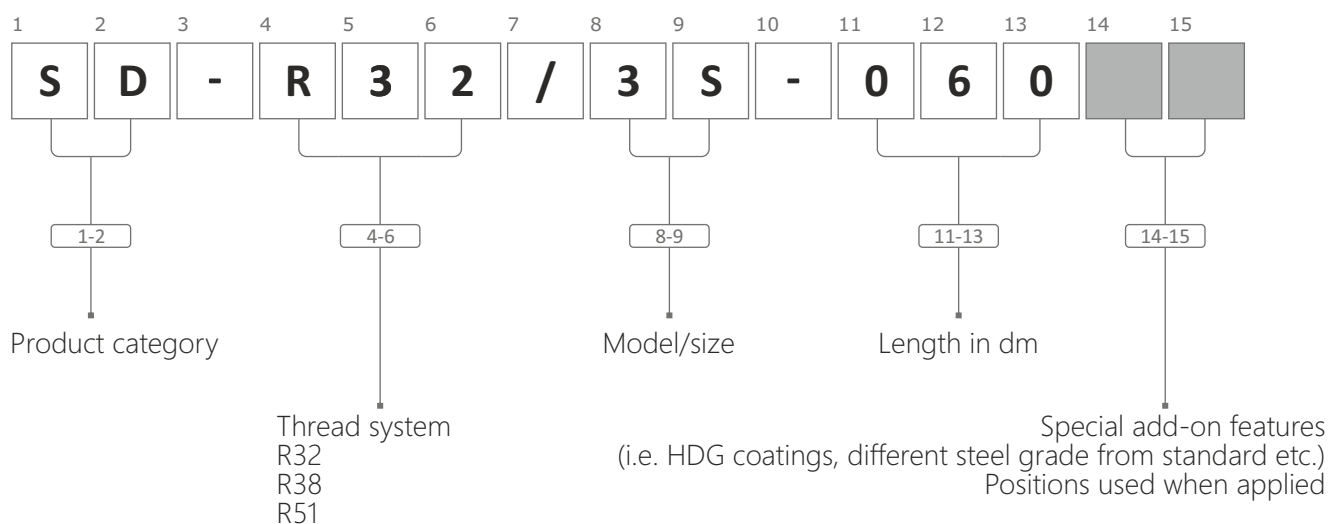 1 2 3 4 5 6 7 8 9 10 11 12 13 14 15
S D - R 3 2 / 3 S - 0 6 0
1-2 4-6 8-9 11-13 14-15
Product category Model/size Length in dm
Thread system
R32
R38
R51
Special add-on features
(i.e. HDG coatings, different steel grade from standard etc.)
Positions used when applied